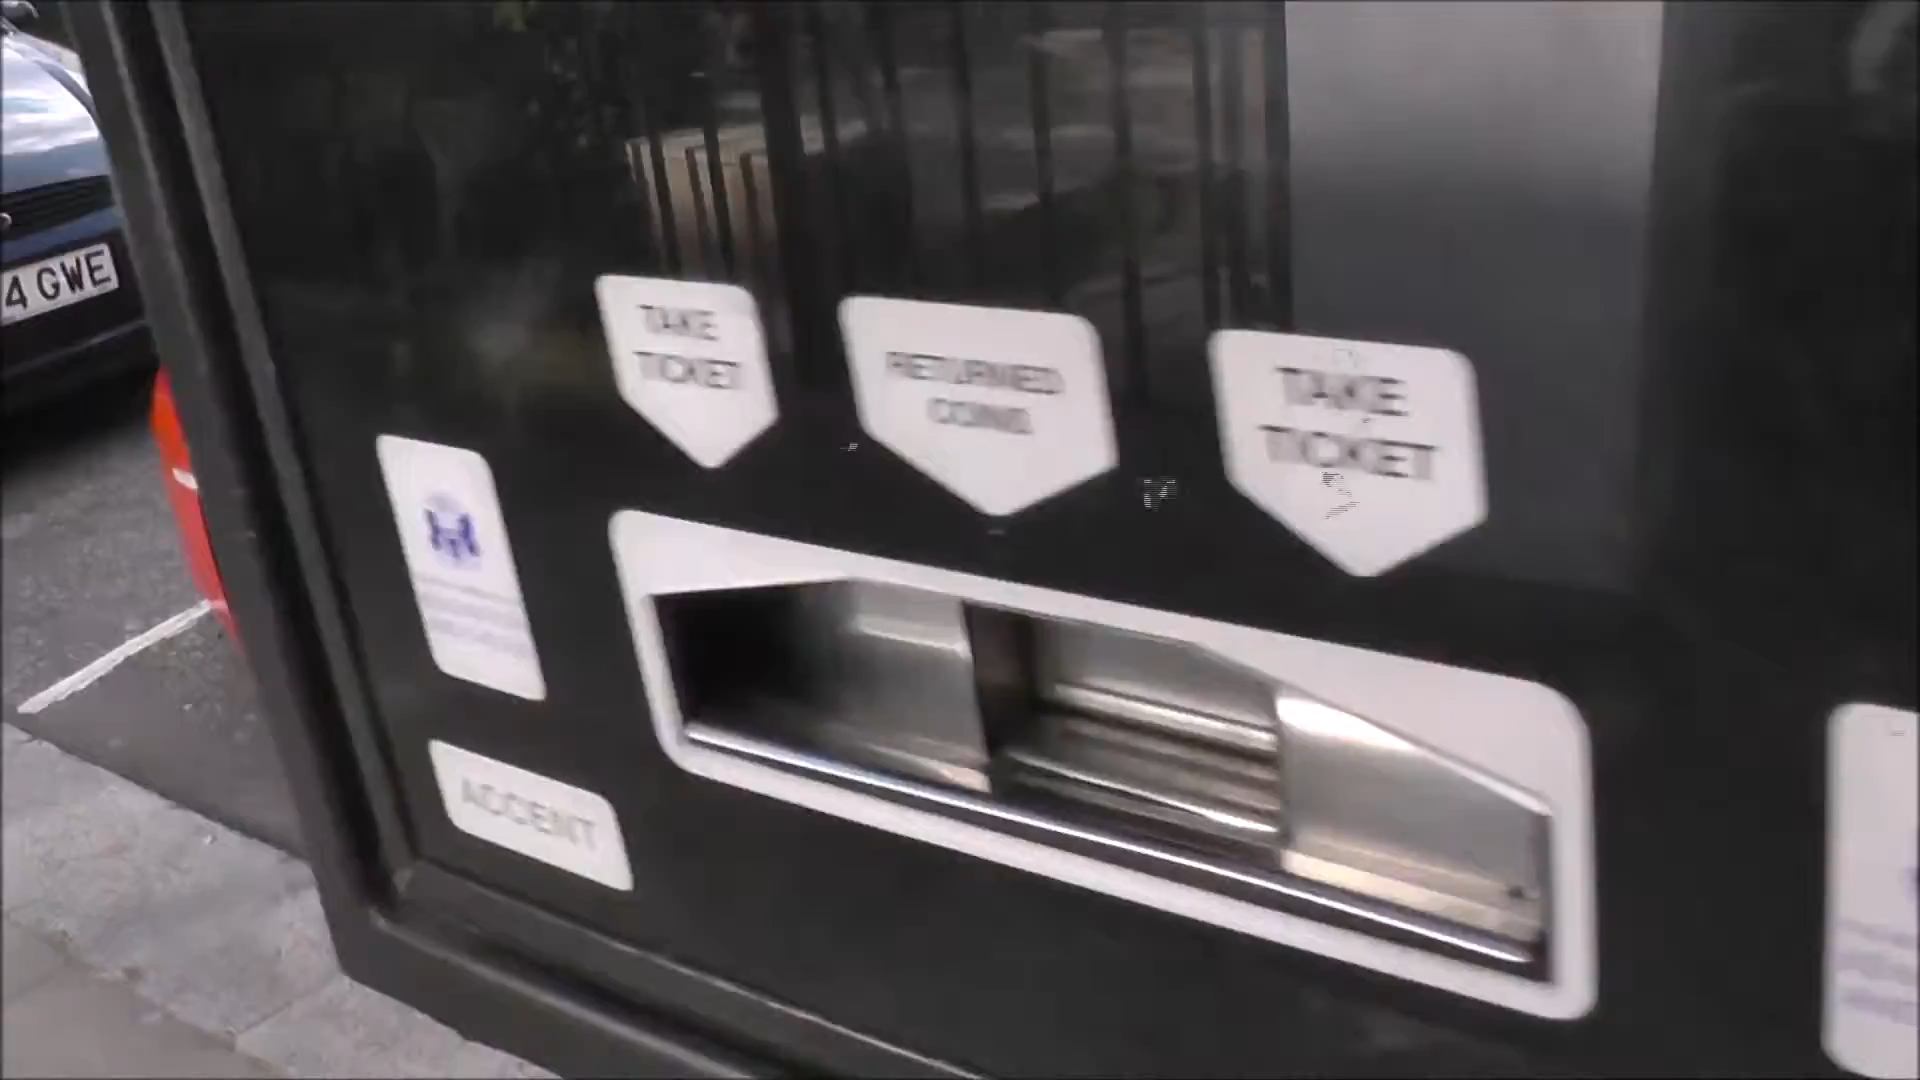 4 GWE
TAKE
TICKET
RETURNED
COINS
TAKE
TICKET
ACCENT